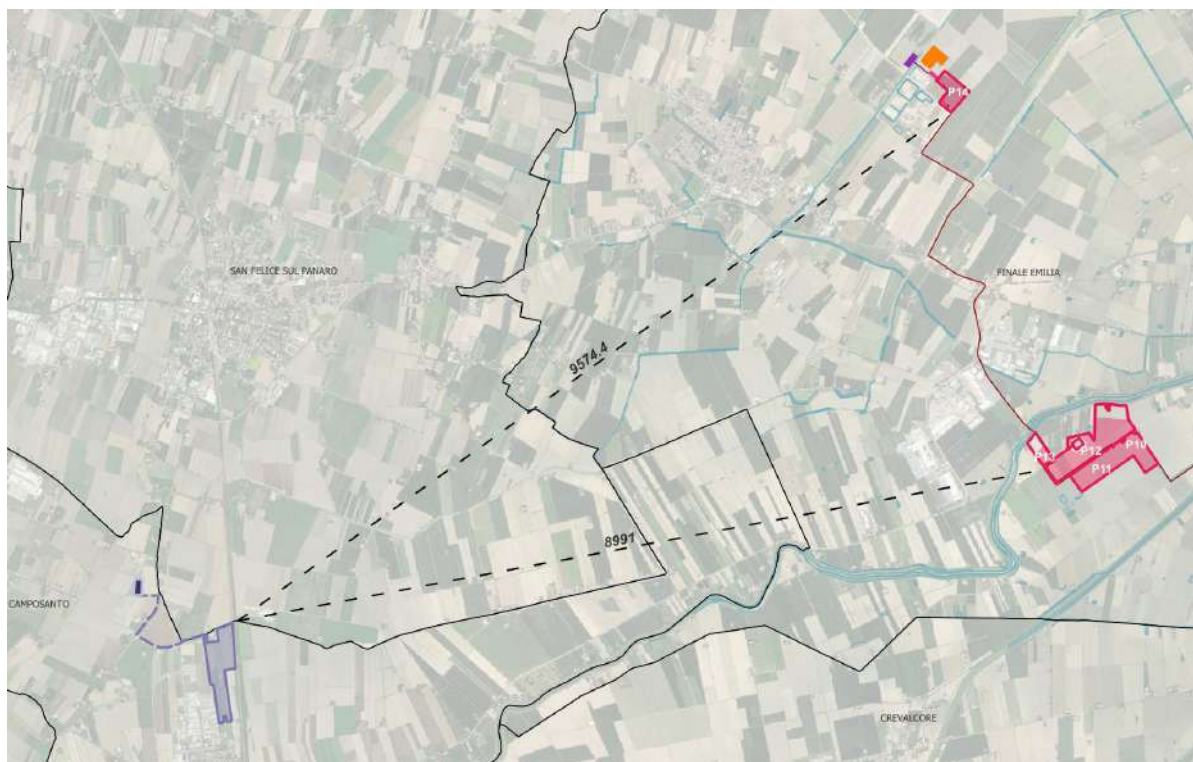 P14
SAN FELICE SUL PANARO
FINALE EMILIA
9574.4
P13
P12
P10
P11
8991
CAMPOSANTO
CREVALCORE